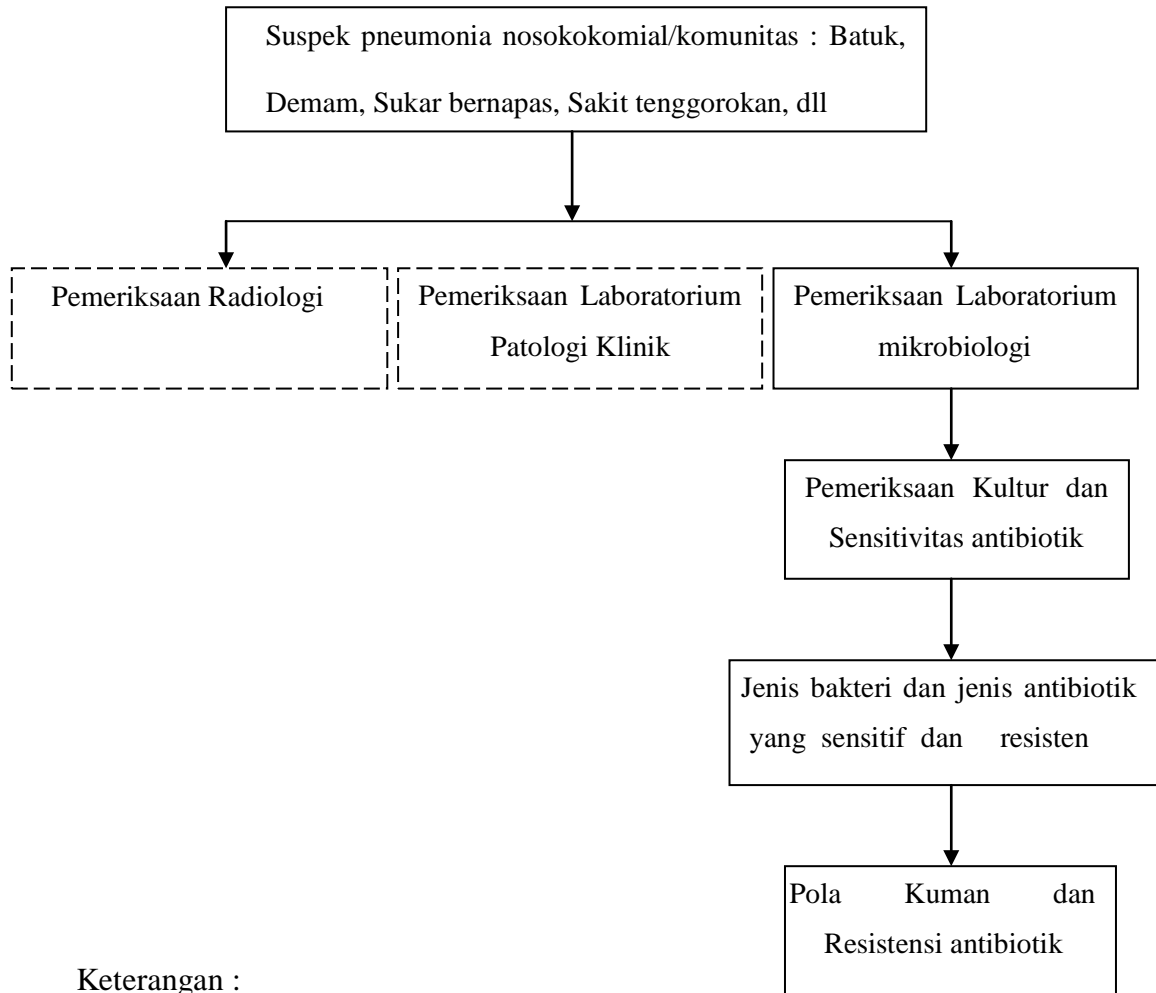 Suspek pneumonia nosokokomial/komunitas : Batuk,
Demam, Sukar bernapas, Sakit tenggorokan, dll
Pemeriksaan Radiologi
Pemeriksaan Laboratorium
Patologi Klinik
Pemeriksaan Laboratorium
mikrobiologi
Pemeriksaan Kultur dan
Sensitivitas antibiotik
Jenis bakteri dan jenis antibiotik
yang sensitif dan resisten
Pola Kuman dan
Resistensi antibiotik
Keterangan :